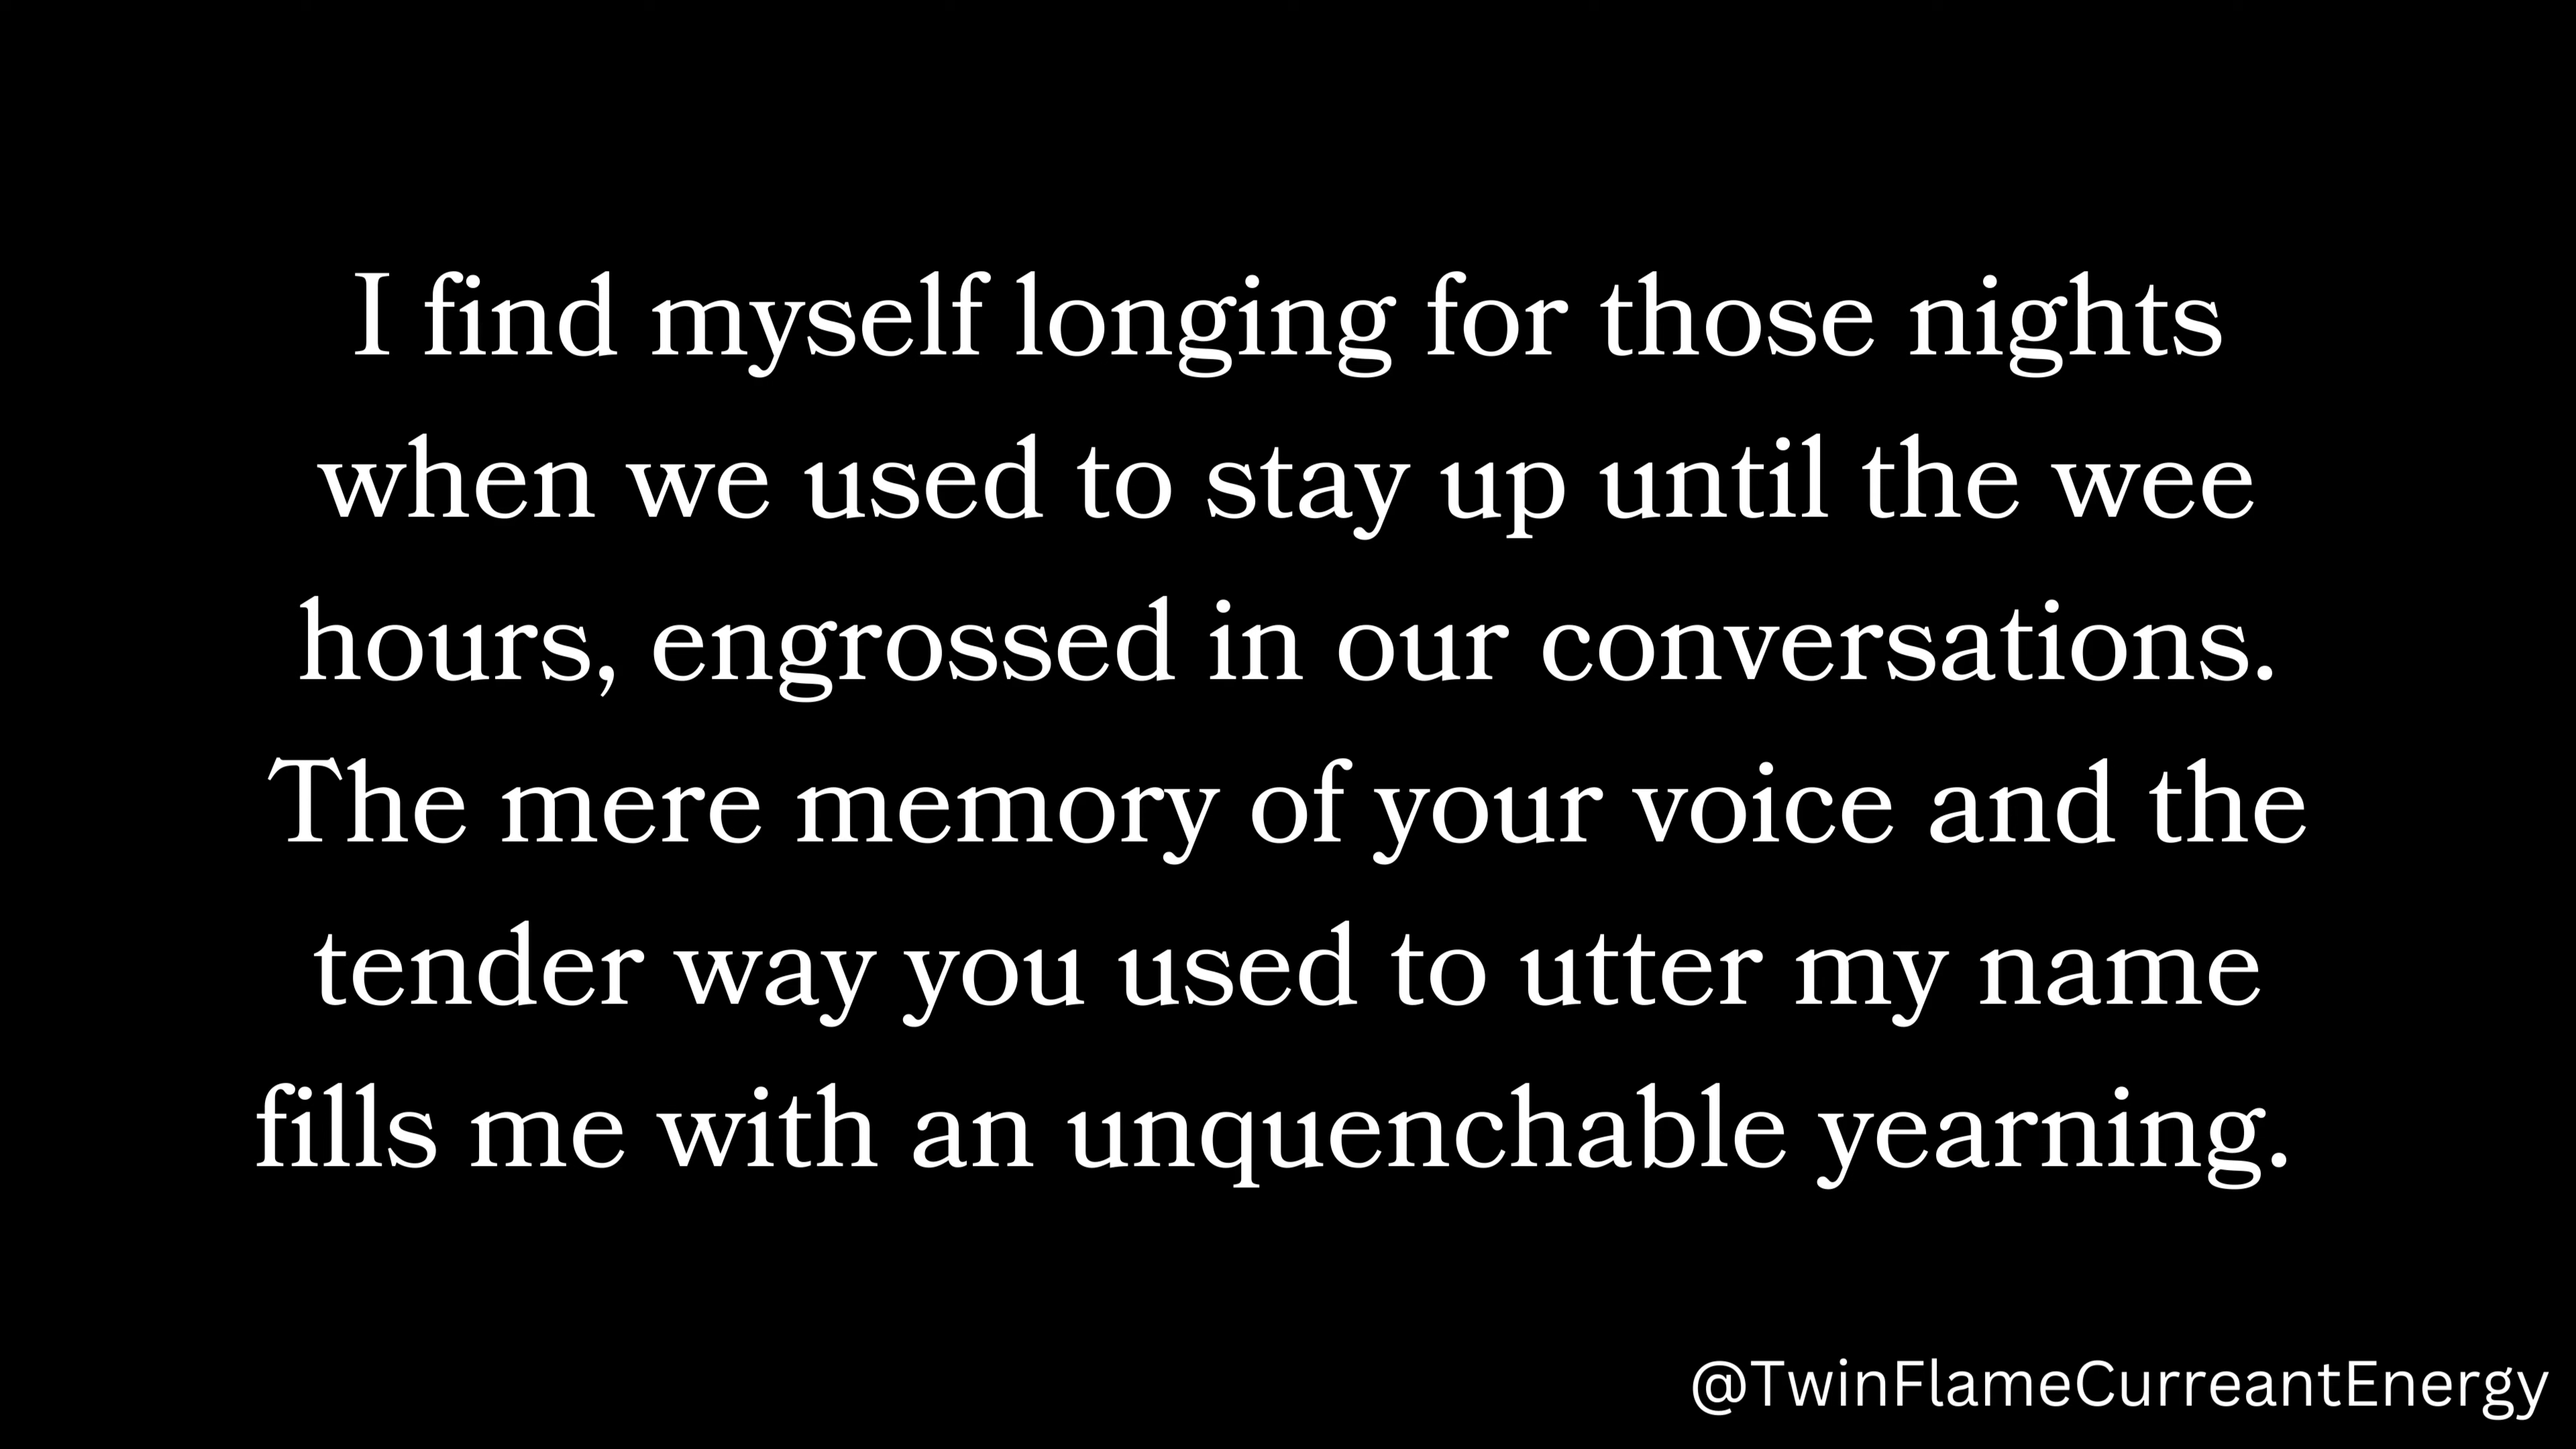 I find myself longing for those nights
when we used to stay up until the wee
hours, engrossed in our conversations.
The mere memory of your voice and the
tender way you used to utter my name
fills me with an unquenchable yearning.
@TwinFlameCurreantEnergy